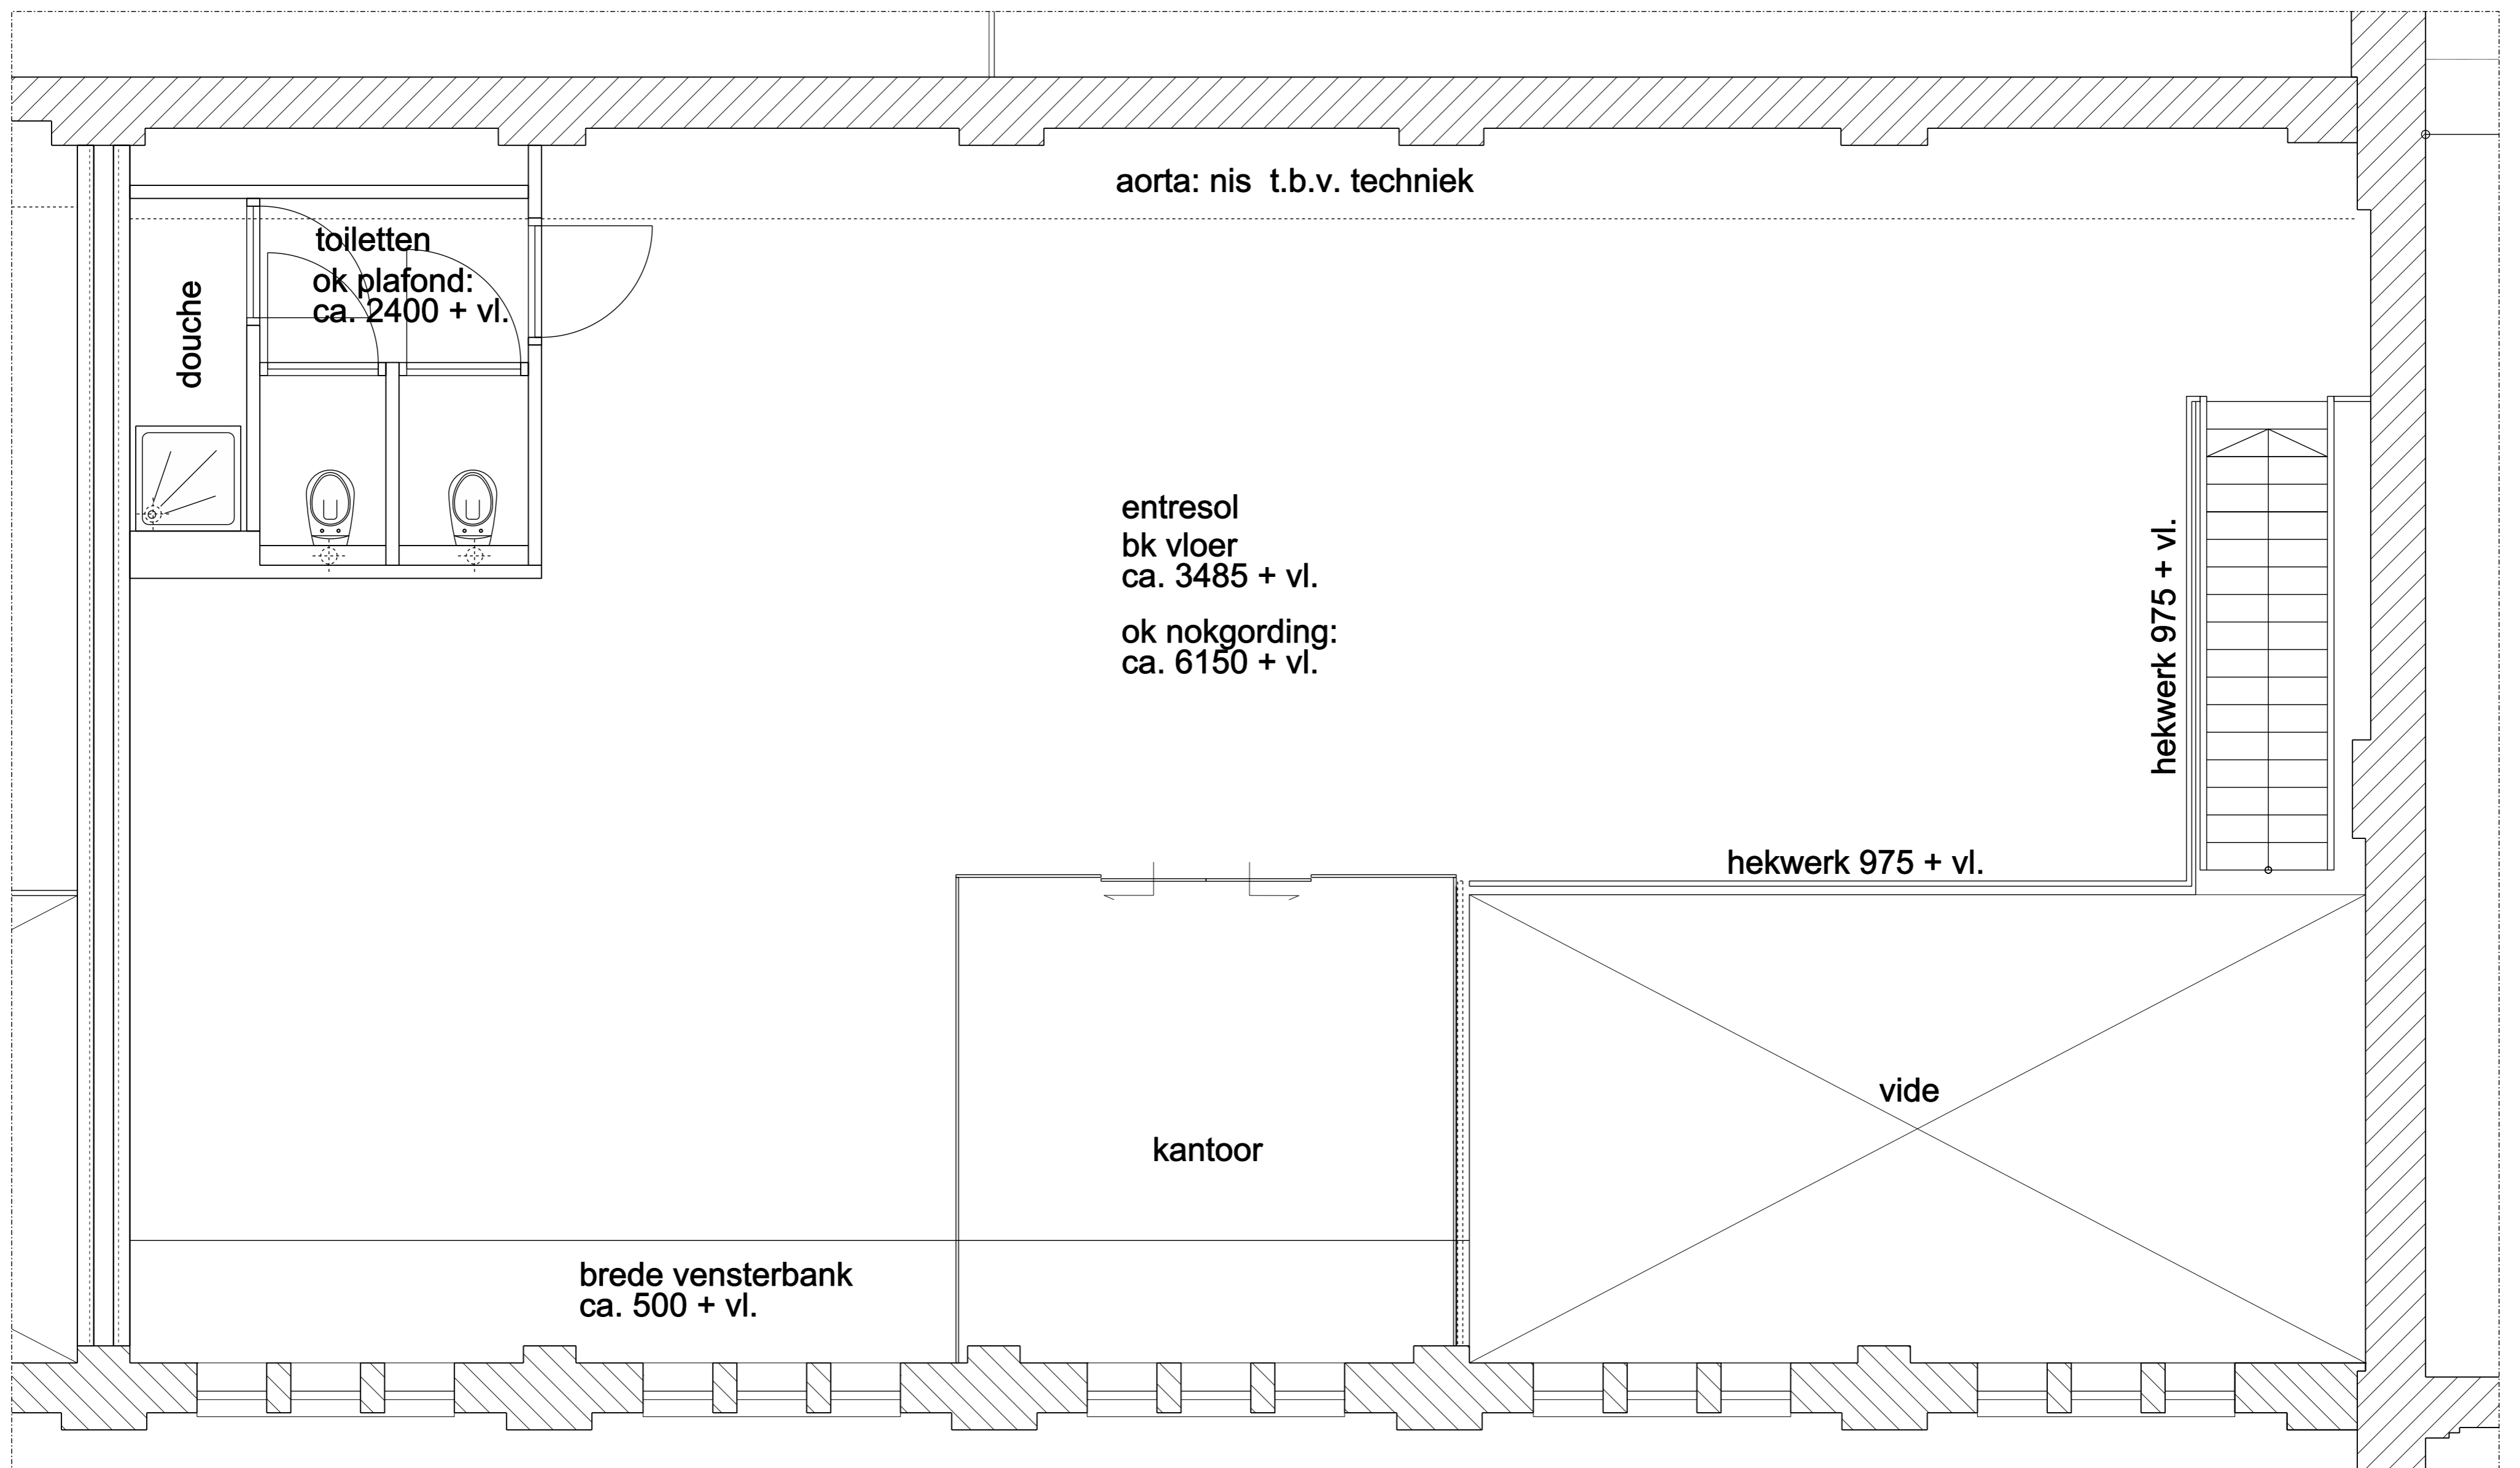 aorta: nis  t.b.v. techniek
toiletten
ok plafond:
ca. 2400 + vl.
douche
entresol
bk vloer
ca. 3485 + vl.
ok nokgording:
ca. 6150 + vl.
hekwerk 975 + vl.
hekwerk 975 + vl.
vide
kantoor
brede vensterbank
ca. 500 + vl.